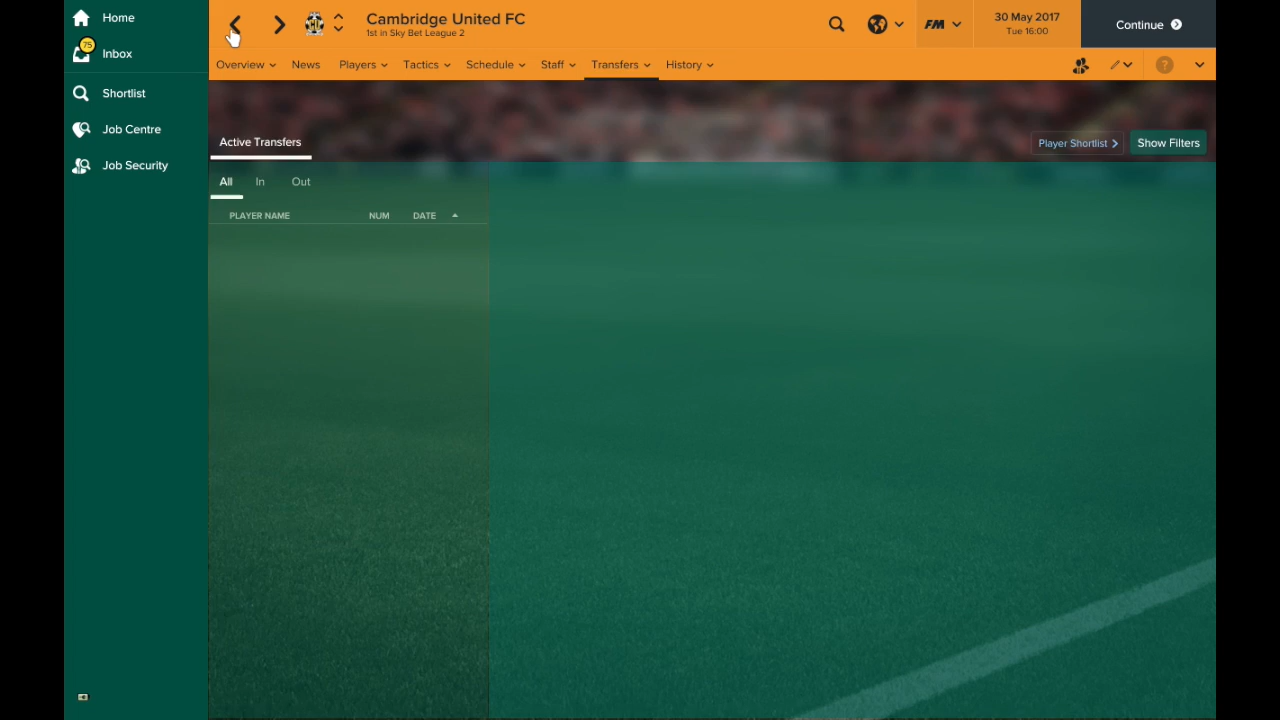 Home
75
Inbox
Shortlist
Job Centre
Job Security
Cambridge United FC
1st in Sky Bet League 2
FM
30 May 2017
Tue 16:00
Continue
Overview
News
Players
Tactics
Schedule
Staff
Transfers
History
?
Active Transfers
Player Shortlist
Show Filters
All
In
Out
PLAYER NAME
NUM
DATE